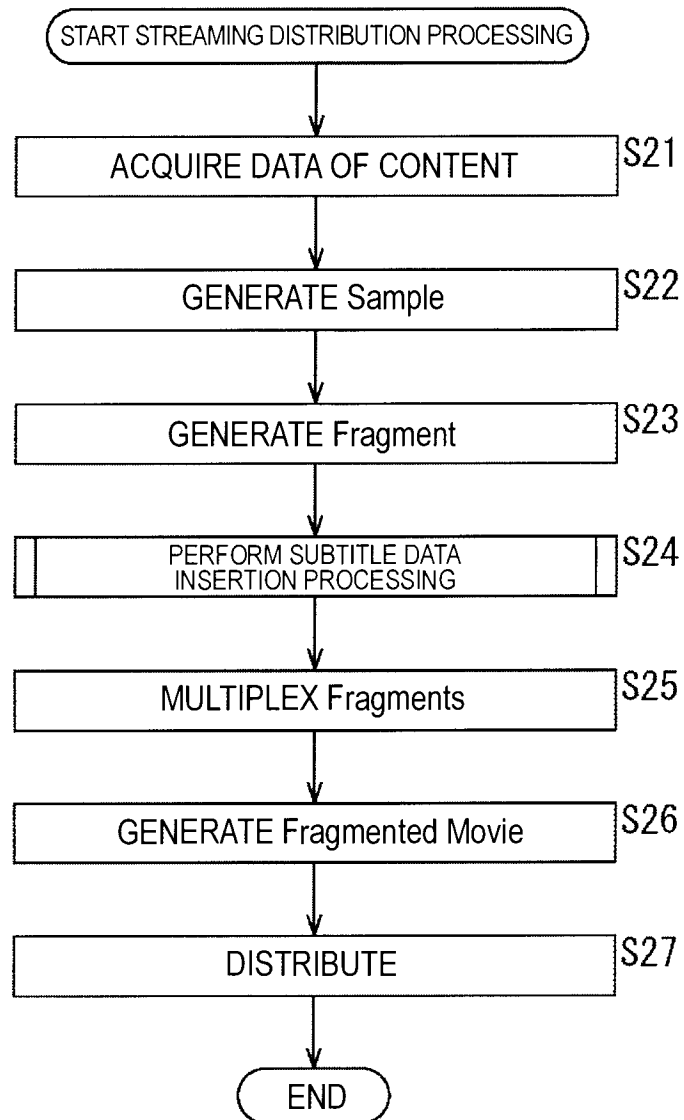 START STREAMING DISTRIBUTION PROCESSING
ACQUIRE DATA OF CONTENT
S21
GENERATE Sample
S22
GENERATE Fragment
S23
PERFORM SUBTITLE DATA
INSERTION PROCESSING
S24
MULTIPLEX Fragments
S25
GENERATE Fragmented Movie
S26
DISTRIBUTE
S27
END